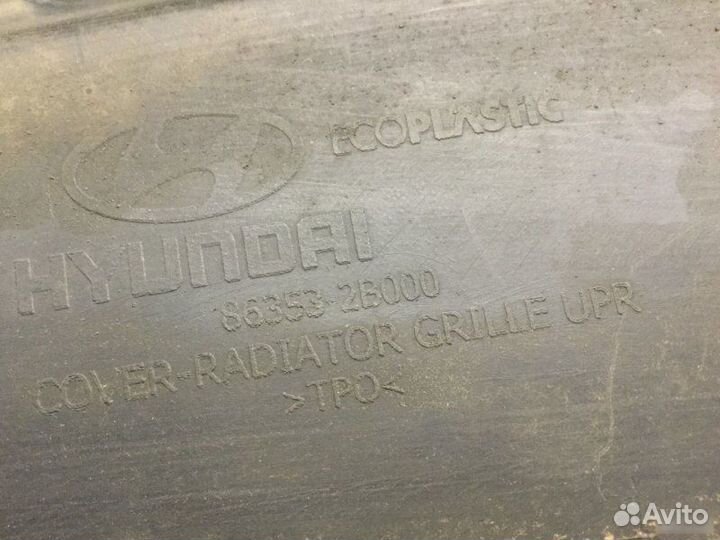 ECOPLASTIC
HYUNDAI
86353-2B000
COVER-RADIATOR GRILLE UPR
>TPO<
Avito